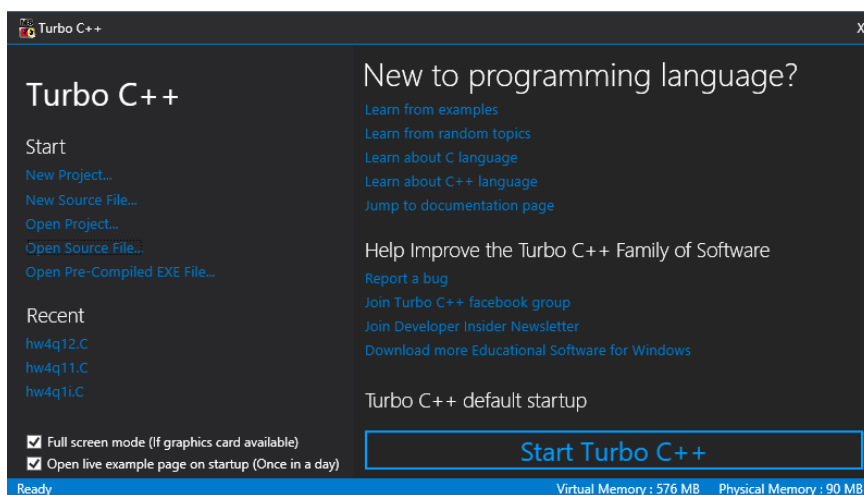 Turbo C++
X
Turbo C++
Start
New Project...
New Source File...
Open Project...
Open Source File...
Open Pre-Compiled EXE File...
Recent
hw4q12.C
hw4q11.C
hw4q1i.C
Full screen mode (If graphics card available)
Open live example page on startup (Once in a day)
New to programming language?
Learn from examples
Learn from random topics
Learn about C language
Learn about C++ language
Jump to documentation page
Help Improve the Turbo C++ Family of Software
Report a bug
Join Turbo C++ facebook group
Join Developer Insider Newsletter
Download more Educational Software for Windows
Turbo C++ default startup
Start Turbo C++
Ready
Virtual Memory : 576 MB Physical Memory : 90 MB